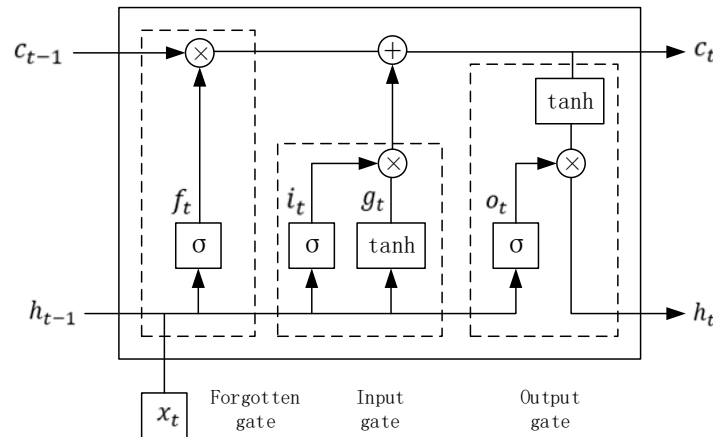 c_{t-1} × + c_t
tanh
×
×
f_t i_t g_t o_t
σ σ tanh σ
h_{t-1} h_t
x_t
Forgotten gate
Input gate
Output gate